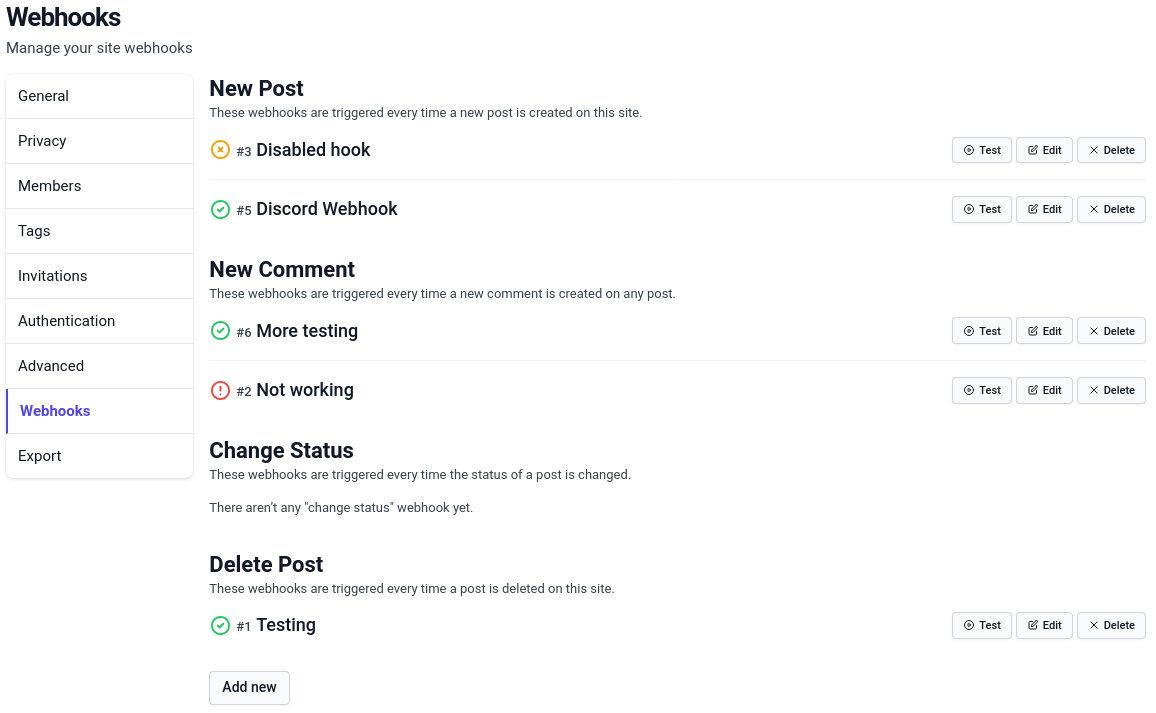 Webhooks
Manage your site webhooks
General
Privacy
Members
Tags
Invitations
Authentication
Advanced
Webhooks
Export
New Post
These webhooks are triggered every time a new post is created on this site.
#3 Disabled hook Test Edit Delete
#5 Discord Webhook Test Edit Delete
New Comment
These webhooks are triggered every time a new comment is created on any post.
#6 More testing Test Edit Delete
#2 Not working Test Edit Delete
Change Status
These webhooks are triggered every time the status of a post is changed.
There aren’t any "change status" webhook yet.
Delete Post
These webhooks are triggered every time a post is deleted on this site.
#1 Testing Test Edit Delete
Add new